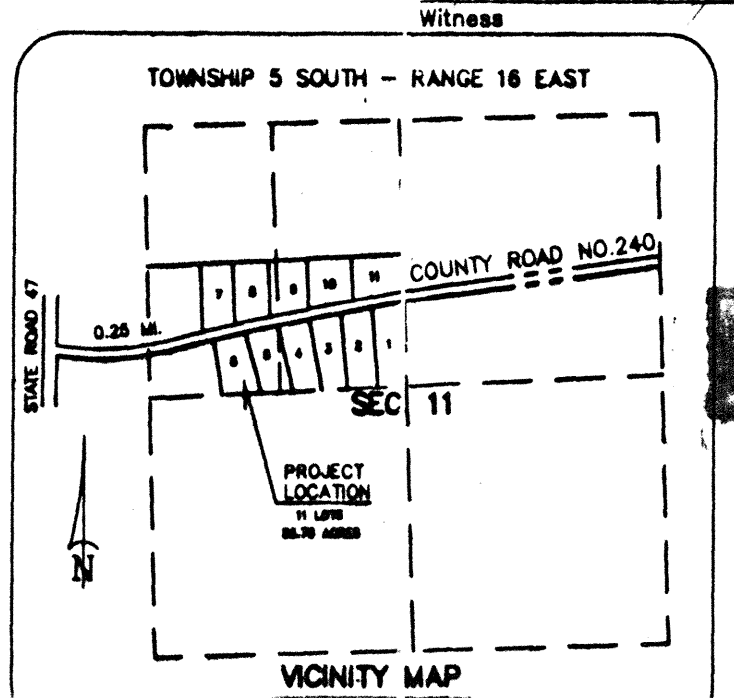 Witness
TOWNSHIP 5 SOUTH - RANGE 16 EAST
COUNTY ROAD NO.240
7 8 9 10 11
STATE ROAD 47
0.25 MI.
6 5 4 3 2 1
SEC 11
PROJECT
LOCATION
11 LOTS
ACRES
N
VICINITY MAP